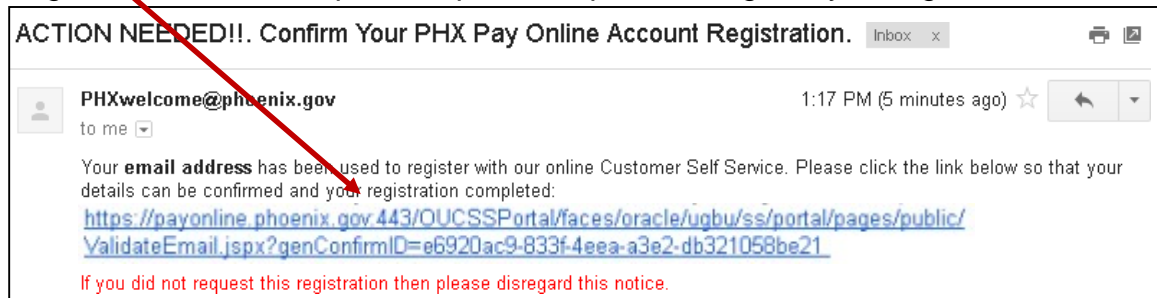 ACTION NEEDED!!. Confirm Your PHX Pay Online Account Registration. Inbox x
PHXwelcome@phoenix.gov 1:17 PM (5 minutes ago)
to me
Your email address has been used to register with our online Customer Self Service. Please click the link below so that your
details can be confirmed and your registration completed:
https://payonline.phoenix.gov:443/OUCSSPortal/faces/oracle/ugbu/ss/portal/pages/public/
ValidateEmail.jspx?genConfirmID=e6920ac9-833f-4eea-a3e2-db321058be21
If you did not request this registration then please disregard this notice.